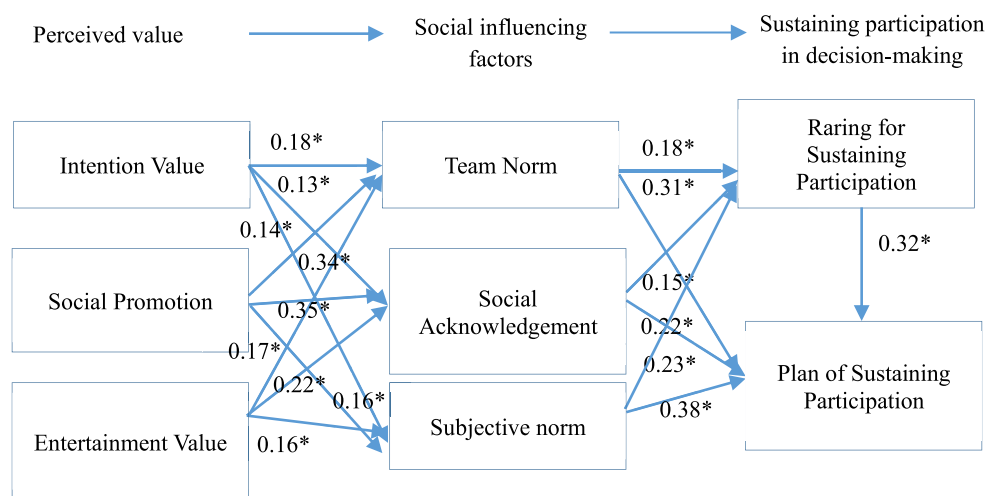 Perceived value
Social influencing
factors
Sustaining participation
in decision-making
Intention Value
0.18*
0.13*
0.14*
Team Norm
0.18*
0.31*
Raring for
Sustaining
Participation
0.32*
Social Promotion
0.34*
0.35*
0.17*
Social
Acknowledgement
0.15*
0.22*
Entertainment Value
0.22*
0.16*
0.16*
Subjective norm
0.23*
0.38*
Plan of Sustaining
Participation